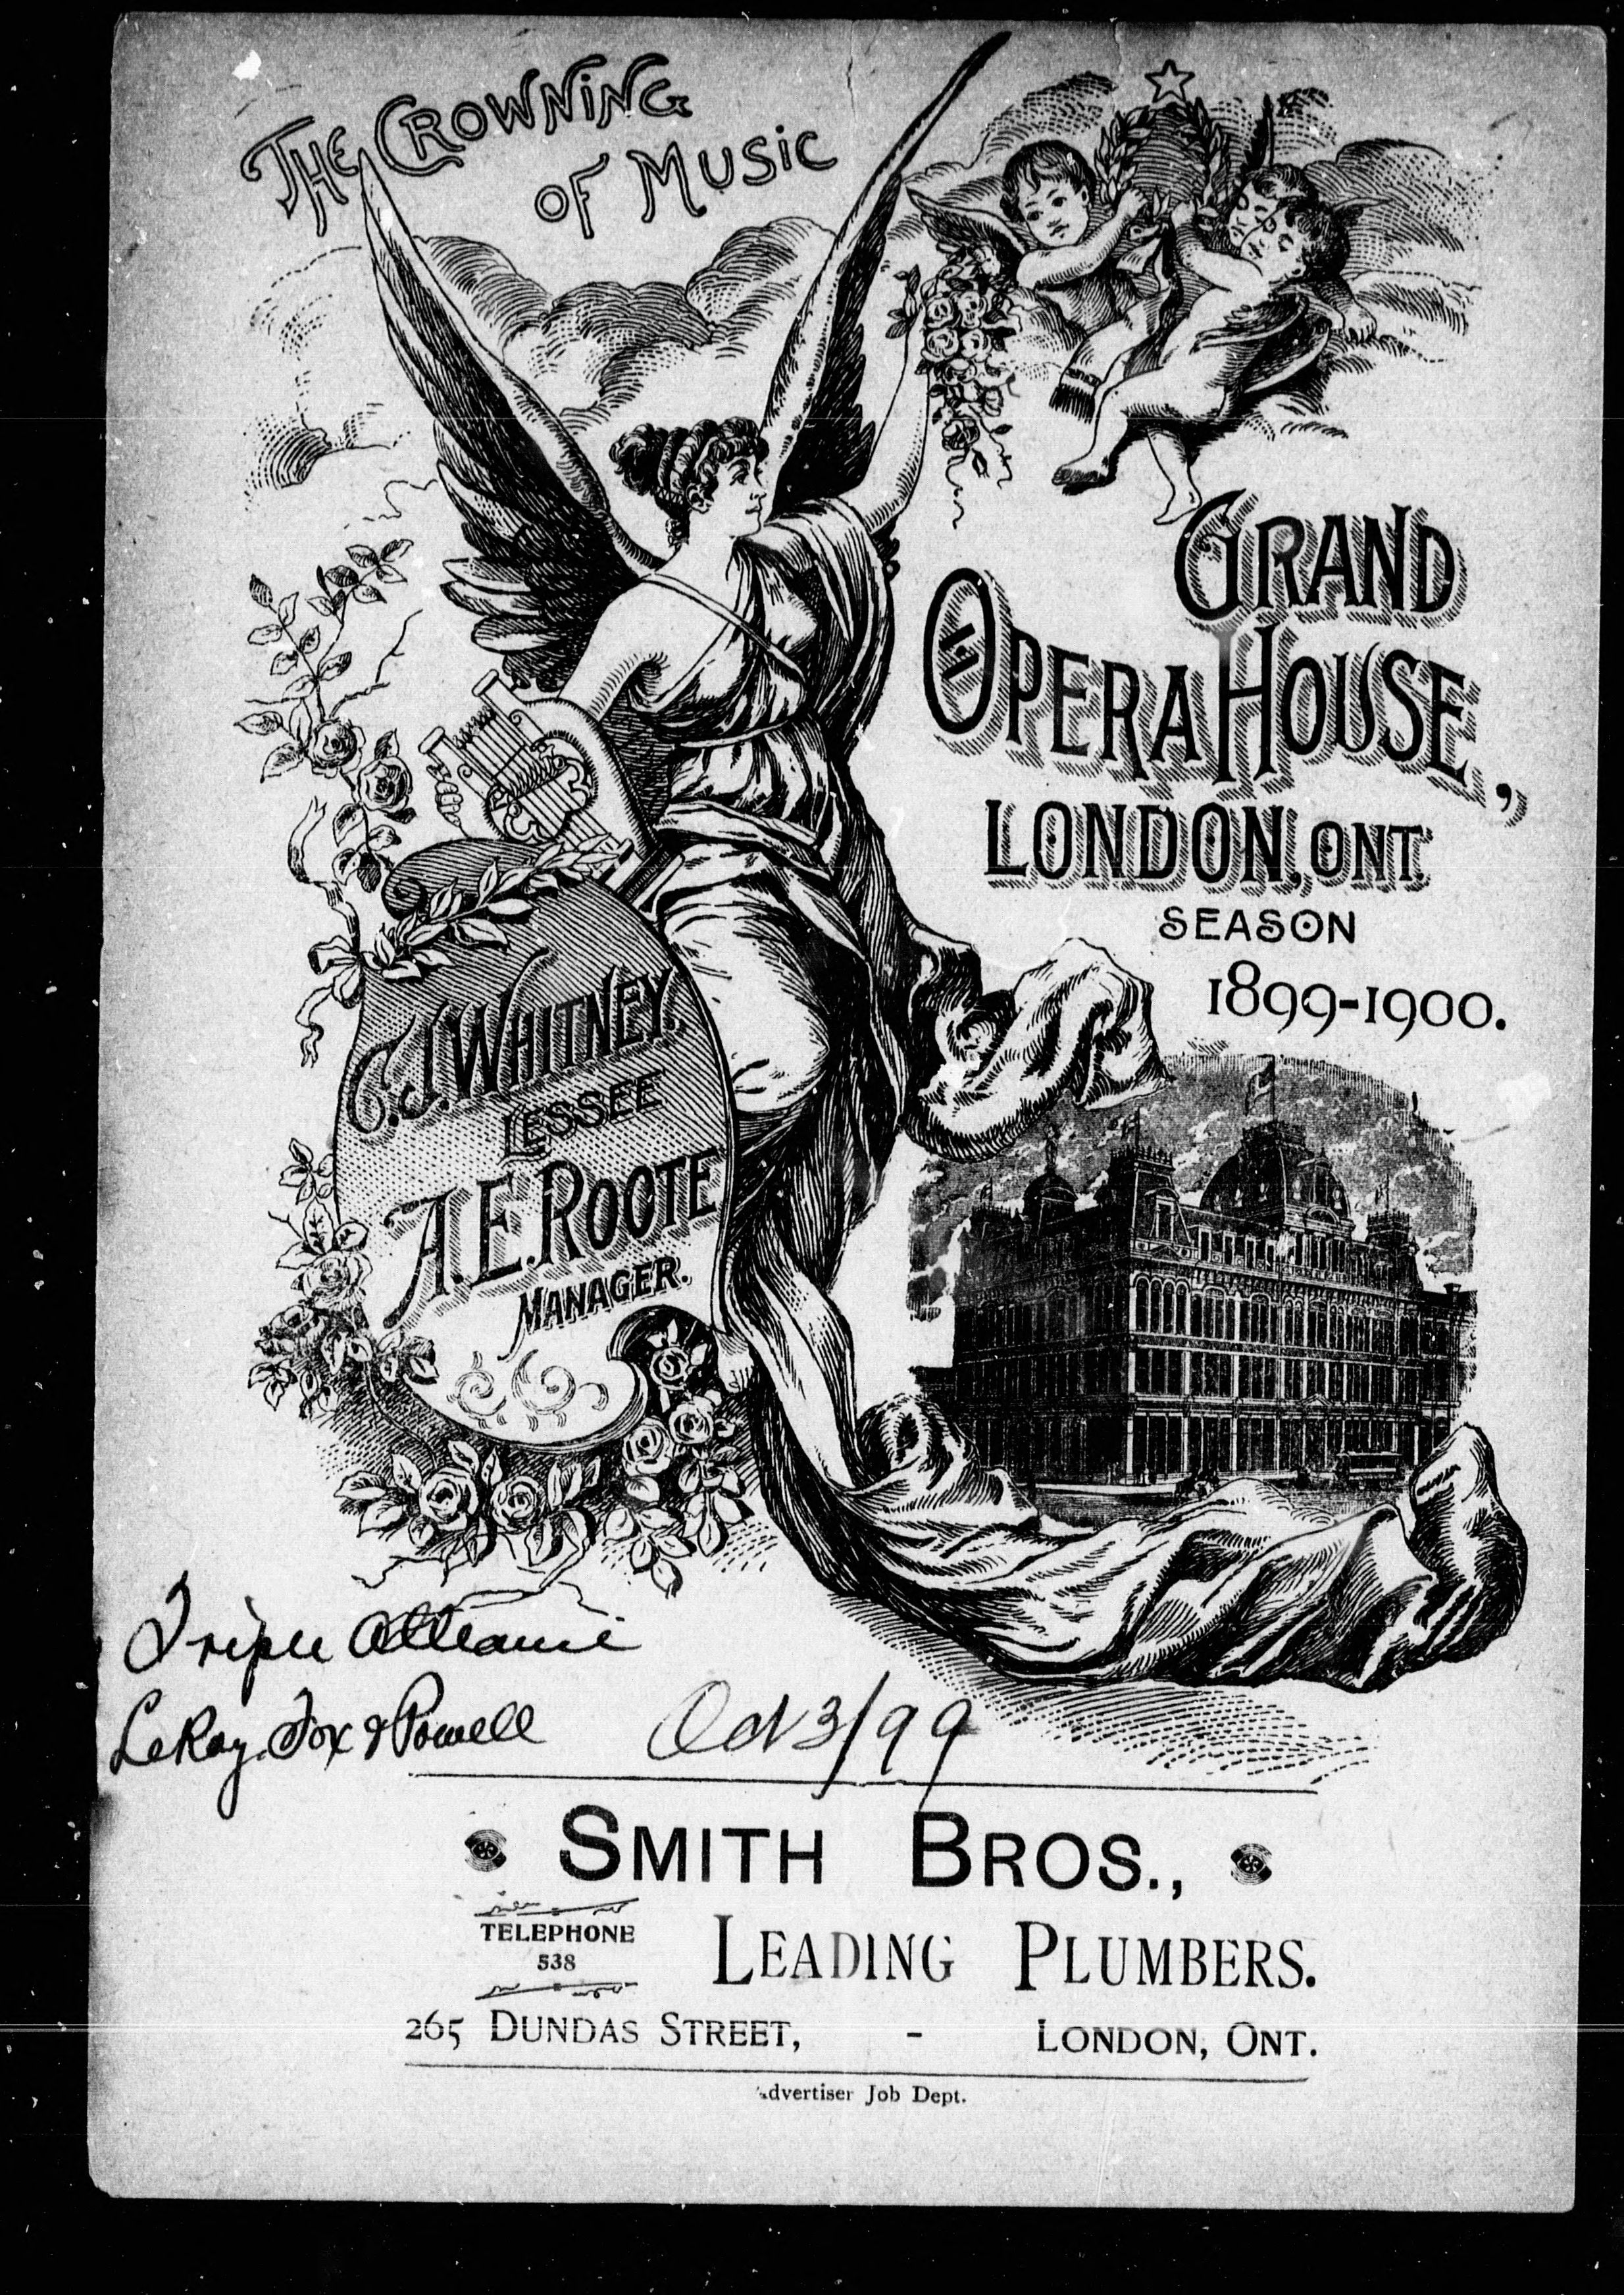 THE CROWNING
OF MUSIC
GRAND
OPERA HOUSE,
LONDON, ONT.
SEASON
1899-1900.
C.J. WHITNEY,
LESSEE
A.E. ROOTE
MANAGER.
Triple Alliance
LeRoy, Fox & Powell
Oct 3/99
SMITH BROS.,
TELEPHONE
538
LEADING PLUMBERS.
265 DUNDAS STREET, - LONDON, ONT.
Advertiser Job Dept.